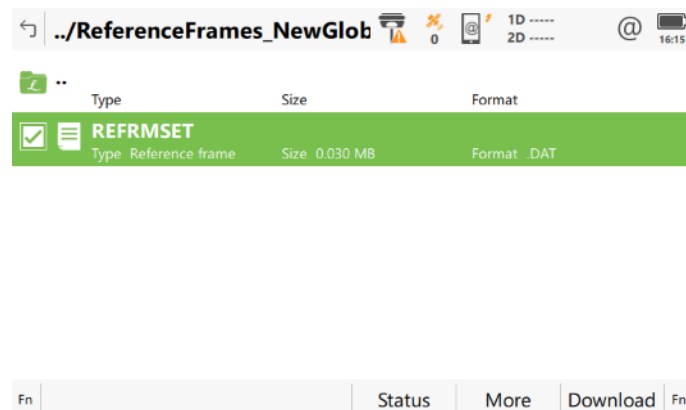 ../ReferenceFrames_NewGlob 0 @ 1D ----- @ 16:15
2D -----
L ..
Type Size Format
REFRMSET
Type Reference frame Size 0.030 MB Format .DAT
Fn Status More Download Fn